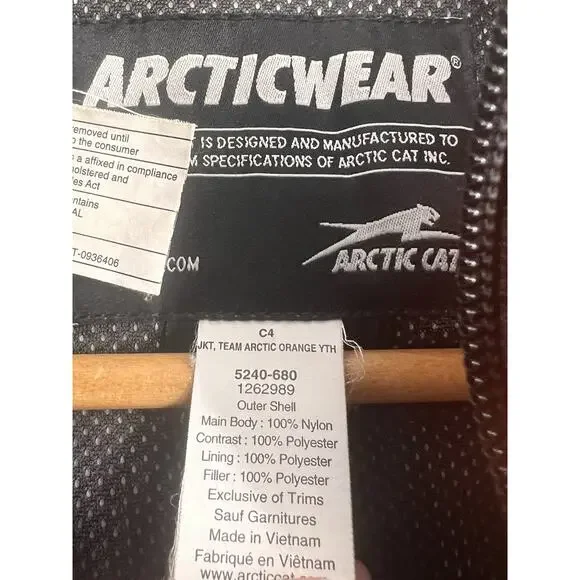 ARCTICWEAR®
removed until
the consumer
a affixed in compliance
and
Act
AL
T-0936406
IS DESIGNED AND MANUFACTURED TO
SPECIFICATIONS OF ARCTIC CAT INC.
.COM
ARCTIC CAT
C4
JKT, TEAM ARCTIC ORANGE YTH
5240-680
1262989
Outer Shell
Main Body : 100% Nylon
Contrast : 100% Polyester
Lining : 100% Polyester
Filler : 100% Polyester
Exclusive of Trims
Sauf Garnitures
Made in Vietnam
Fabriqué en Viêtnam
www.arcticcat.com